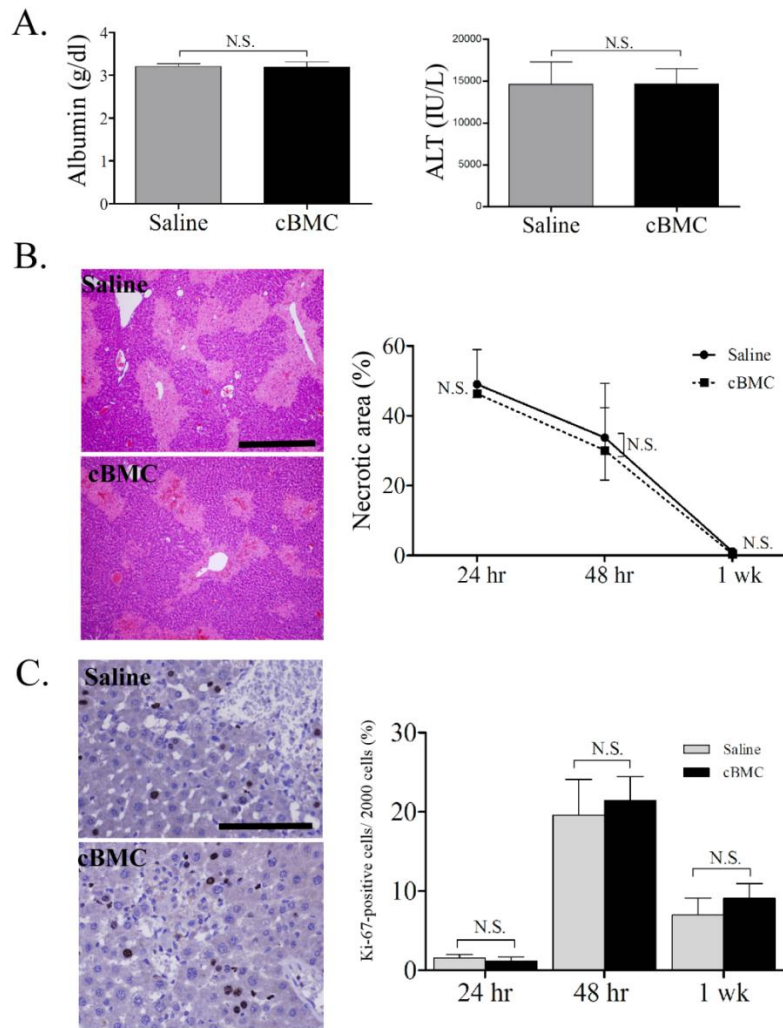 A.
Albumin (g/dl)
4
3
2
1
0
N.S.
Saline
cBMC
ALT (IU/L)
20000
15000
10000
5000
0
N.S.
Saline
cBMC
B.
Saline
cBMC
Necrotic area (%)
60
40
20
0
N.S.
N.S.
N.S.
24 hr
48 hr
1 wk
Saline
cBMC
C.
Saline
cBMC
Ki-67-positive cells/ 2000 cells (%)
30
20
10
0
N.S.
N.S.
N.S.
24 hr
48 hr
1 wk
Saline
cBMC